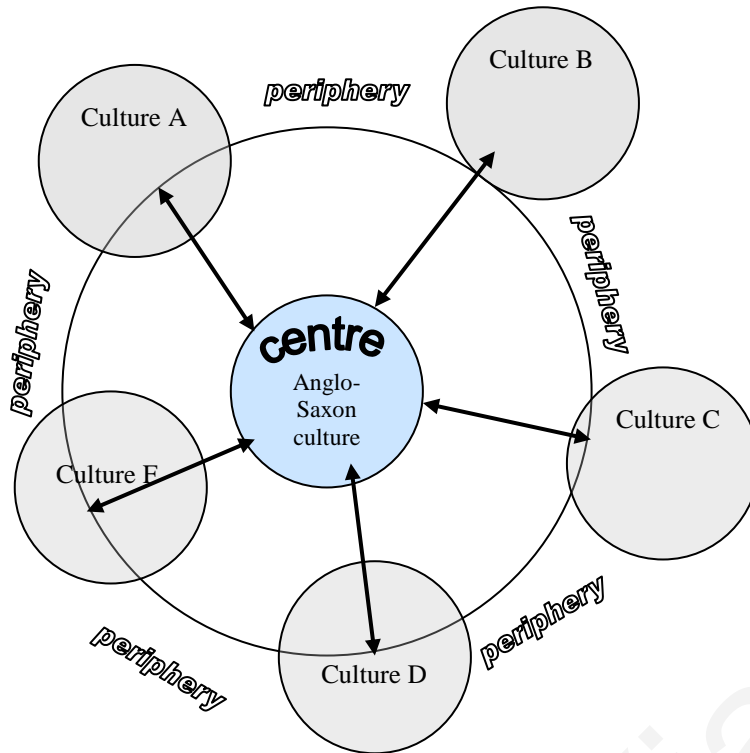 Culture B
periphery
Culture A
periphery
periphery
centre
Anglo-
Saxon
culture
Culture C
Culture E
periphery
periphery
Culture D